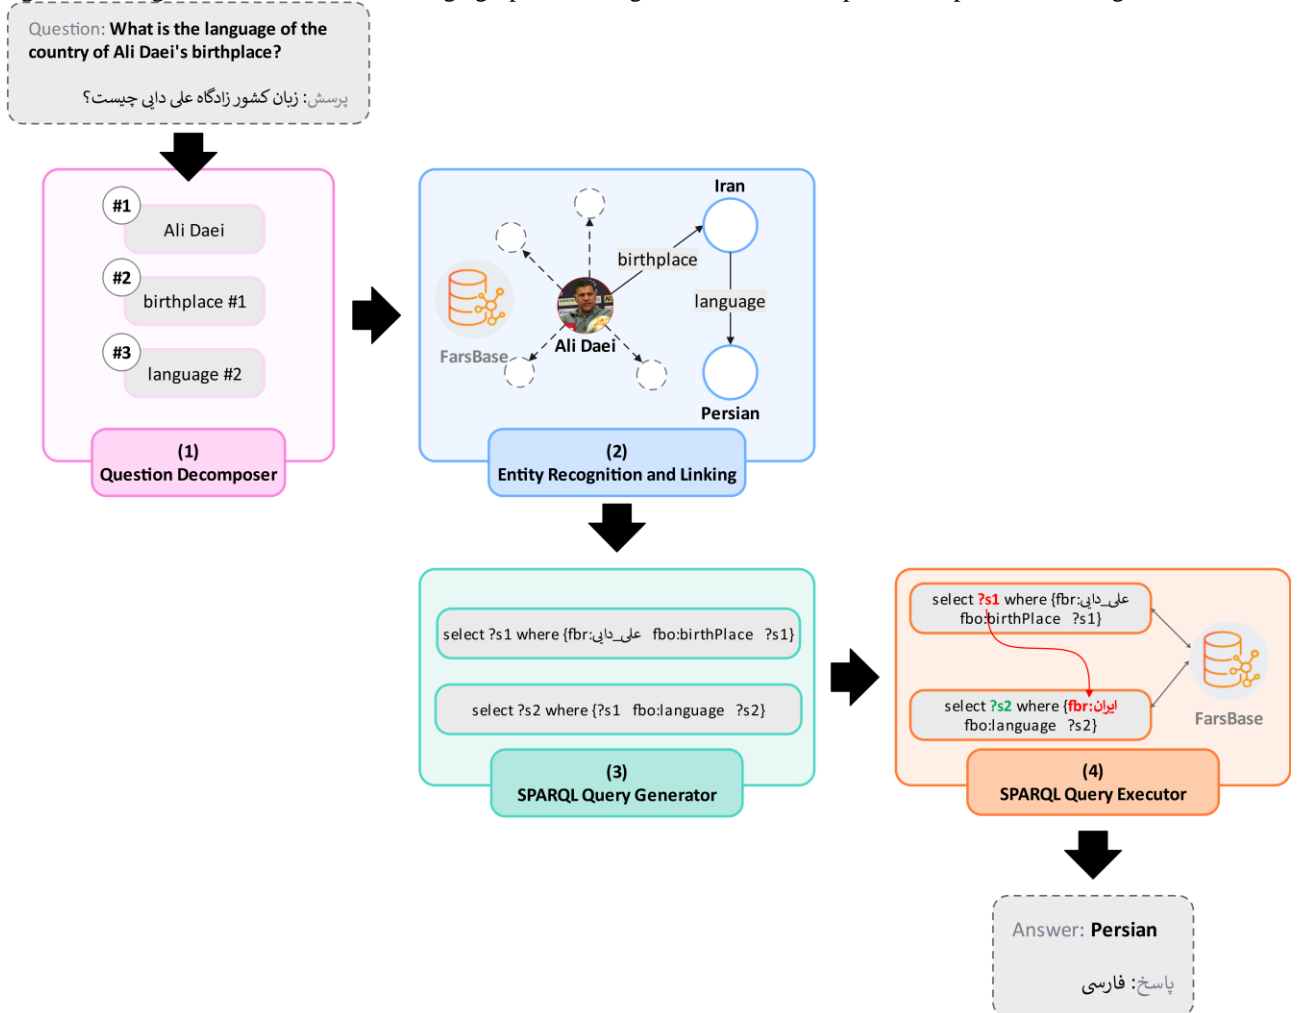 Question: What is the language of the
country of Ali Daei's birthplace?
پرسش: زبان کشور زادگاه علی دایی چیست؟
#1
Ali Daei
#2
birthplace #1
#3
language #2
(1)
Question Decomposer
Iran
birthplace
language
FarsBase
Ali Daei
Persian
(2)
Entity Recognition and Linking
select ?s1 where {fbr:علی_دایی fbo:birthPlace ?s1}
select ?s2 where {?s1 fbo:language ?s2}
(3)
SPARQL Query Generator
select ?s1 where {fbr:علی_دایی
fbo:birthPlace ?s1}
select ?s2 where {fbr:ایران
fbo:language ?s2}
FarsBase
(4)
SPARQL Query Executor
Answer: Persian
پاسخ: فارسی